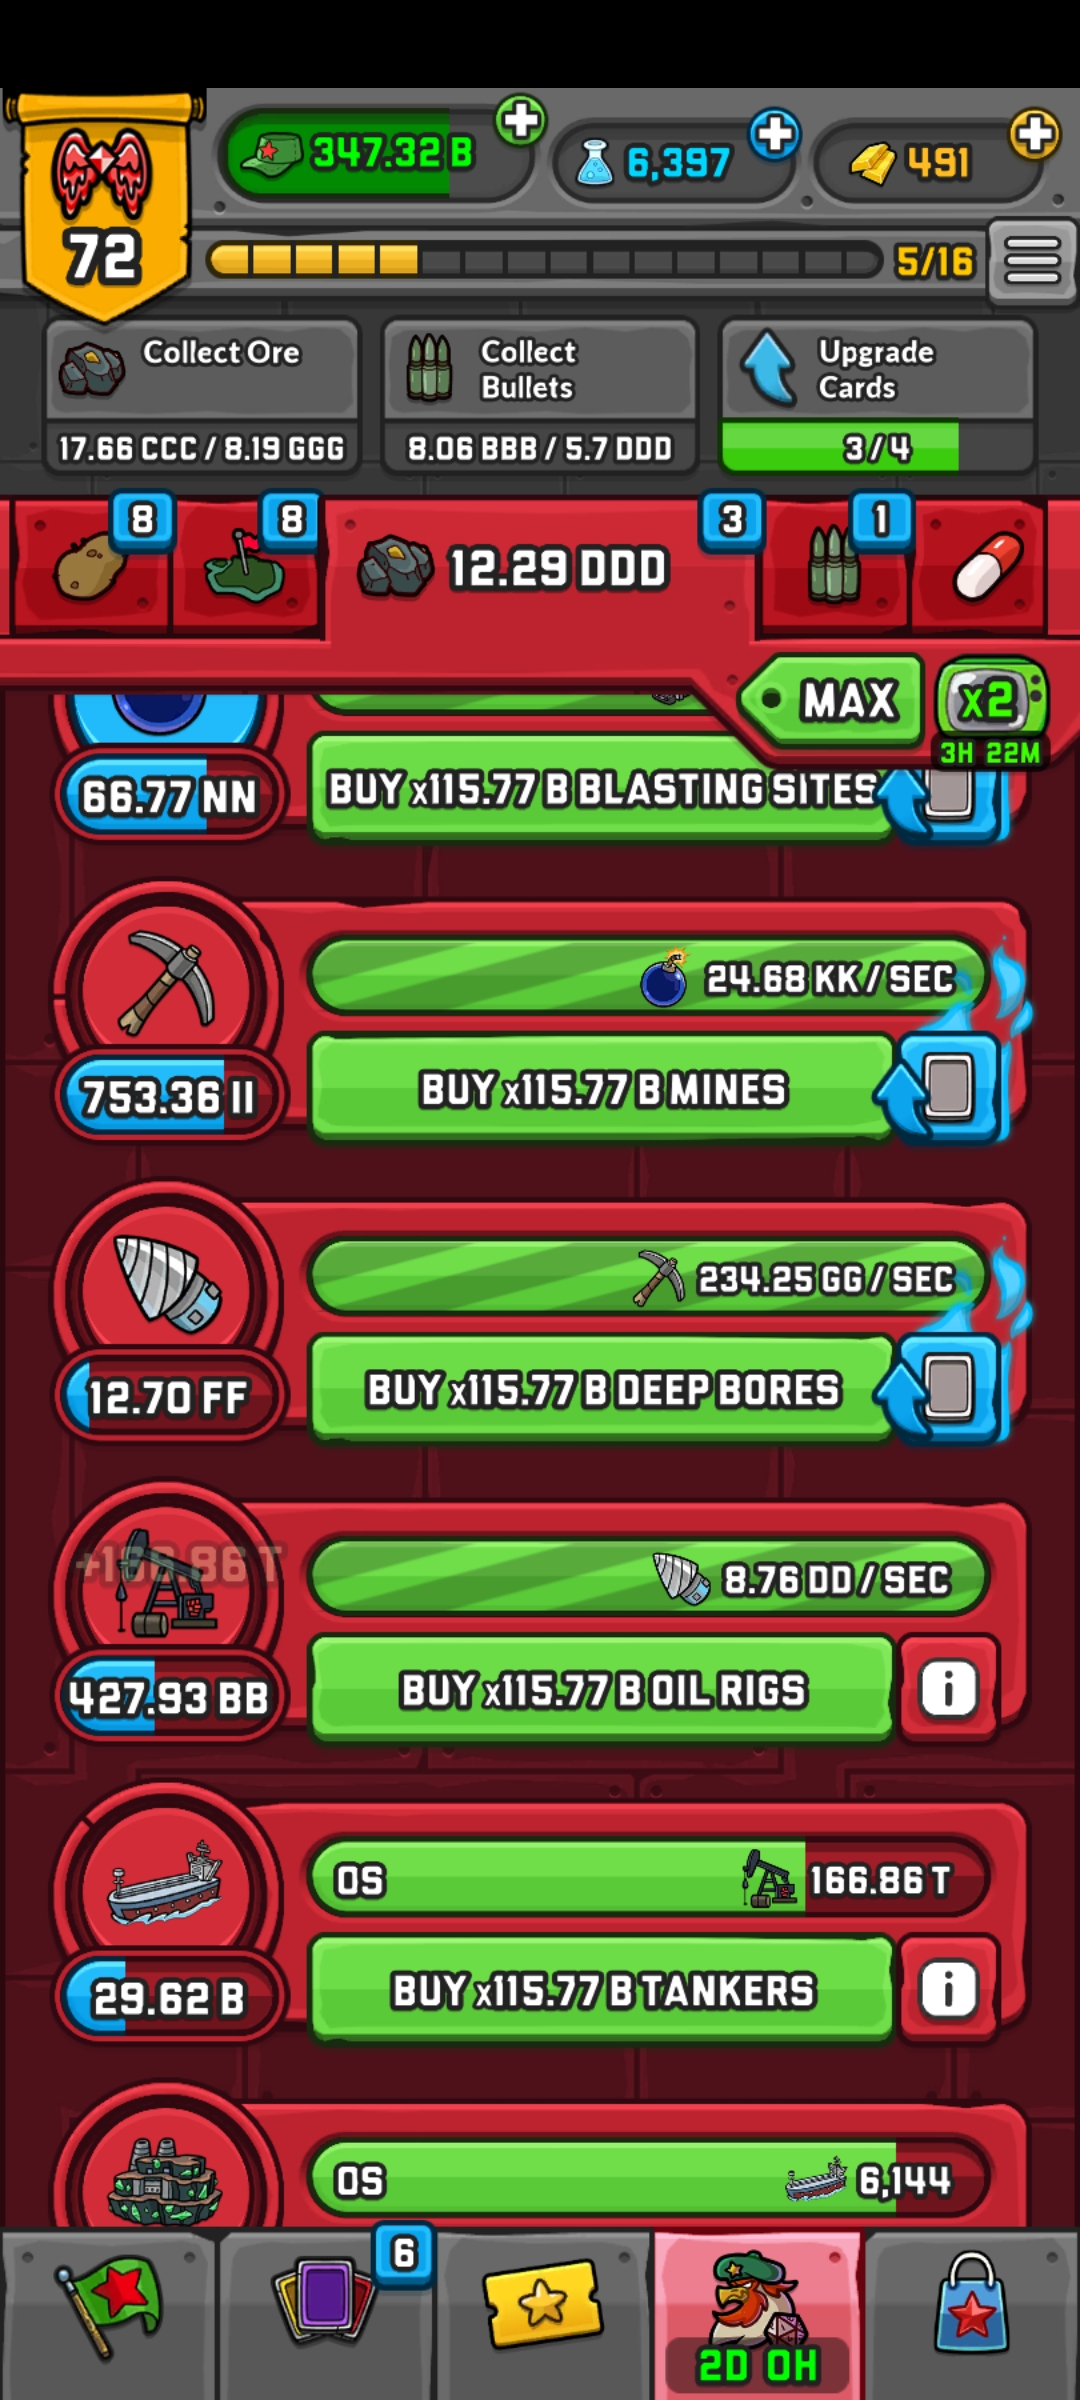 347.32 B
6,397
491
72
5/16
Collect Ore
17.66 CCC / 8.19 GGG
Collect
Bullets
8.06 BBB / 5.7 DDD
Upgrade
Cards
3/4
8
8
12.29 DDD
3
1
MAX
x2
3H 22M
66.77 NN
BUY x115.77 B BLASTING SITES
24.68 KK / SEC
753.36 II
BUY x115.77 B MINES
234.25 GG / SEC
12.70 FF
BUY x115.77 B DEEP BORES
+166.86 T
8.76 DD / SEC
427.93 BB
BUY x115.77 B OIL RIGS
i
0S
166.86 T
29.62 B
BUY x115.77 B TANKERS
i
0S
6,144
6
2D 0H